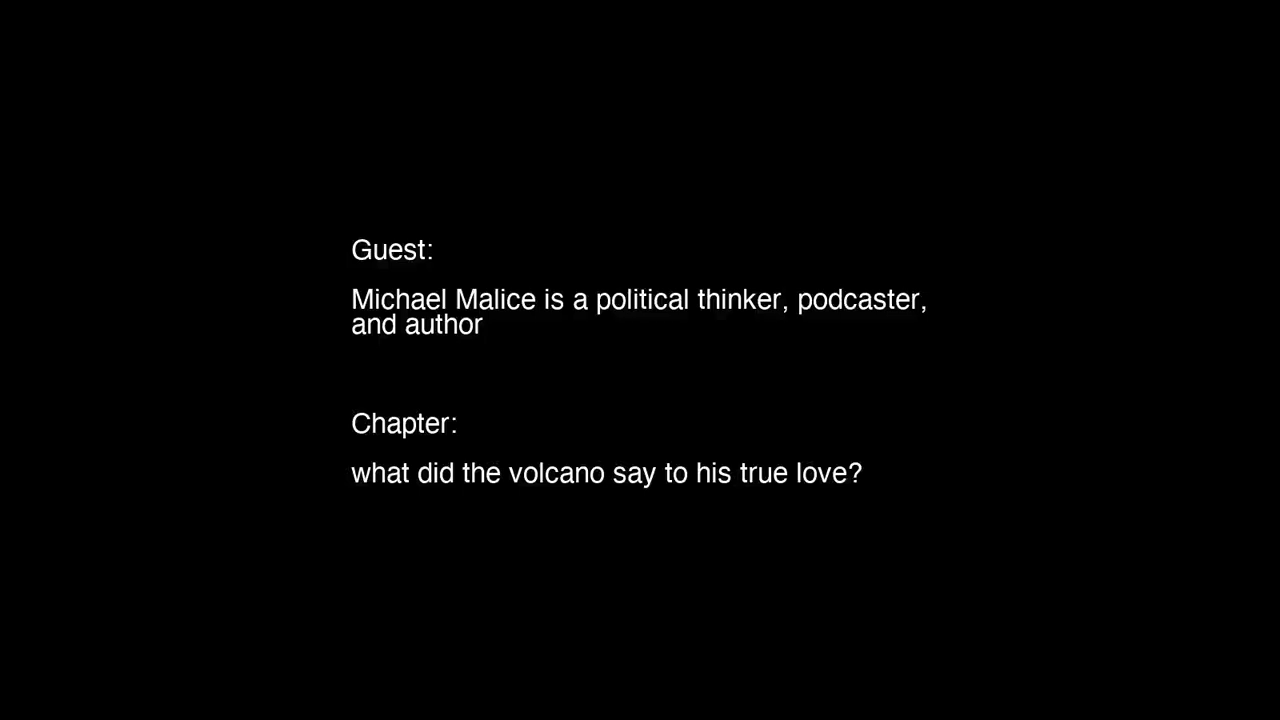 Guest:
Michael Malice is a political thinker, podcaster,
and author
Chapter:
what did the volcano say to his true love?